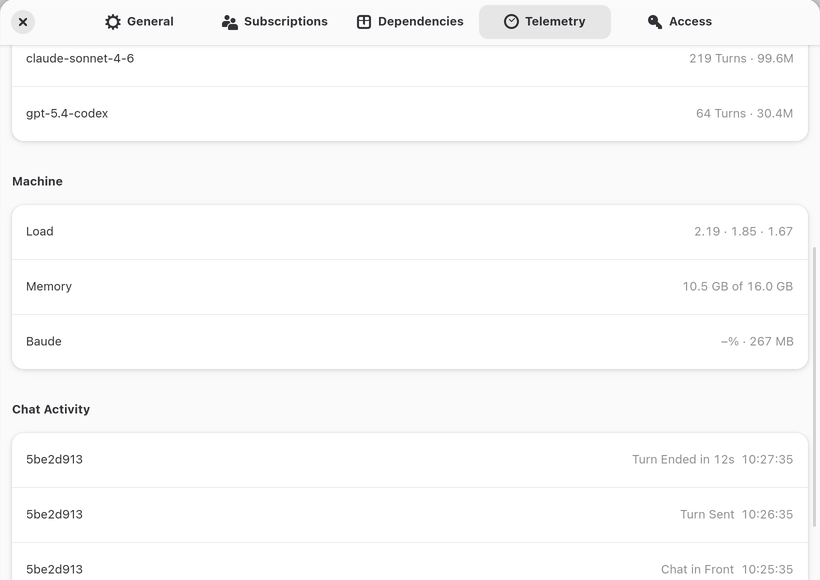 General Subscriptions Dependencies Telemetry Access
claude-sonnet-4-6 219 Turns · 99.6M
gpt-5.4-codex 64 Turns · 30.4M
Machine
Load 2.19 · 1.85 · 1.67
Memory 10.5 GB of 16.0 GB
Baude –% · 267 MB
Chat Activity
5be2d913 Turn Ended in 12s 10:27:35
5be2d913 Turn Sent 10:26:35
5be2d913 Chat in Front 10:25:35